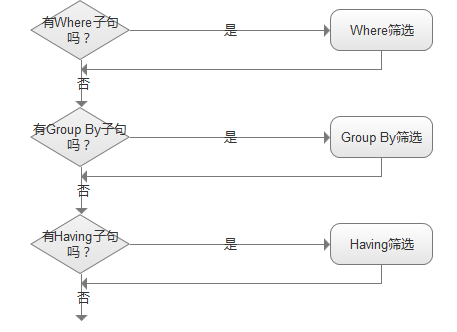 有Where子句
吗？
是
Where筛选
否
有Group By子句
吗？
是
Group By筛选
否
有Having子句
吗？
是
Having筛选
否